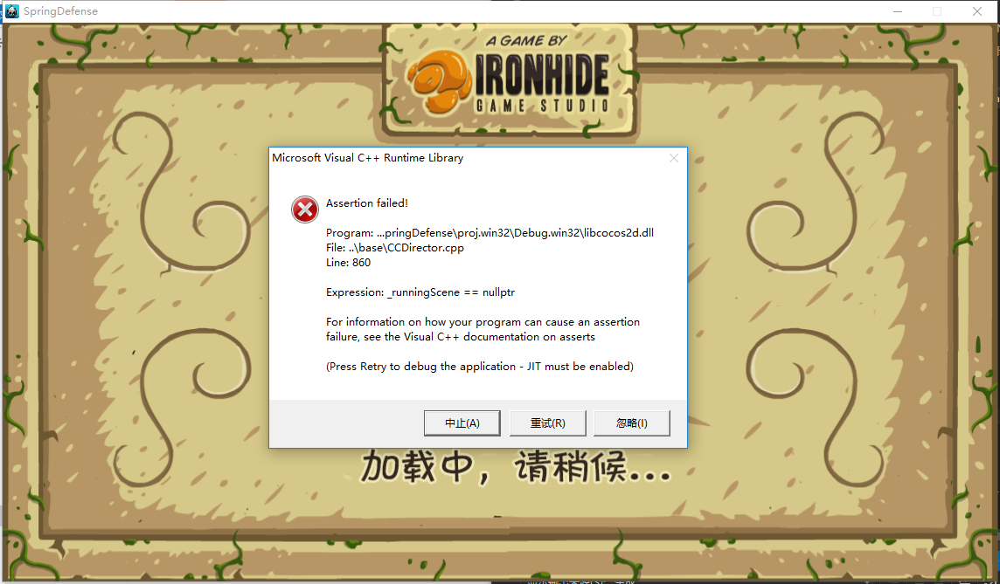 SpringDefense
A GAME BY
IRONHIDE
GAME STUDIO
Microsoft Visual C++ Runtime Library
Assertion failed!
Program: ...pringDefense\proj.win32\Debug.win32\libcocos2d.dll
File: ..\base\CCDirector.cpp
Line: 860
Expression: _runningScene == nullptr
For information on how your program can cause an assertion
failure, see the Visual C++ documentation on asserts
(Press Retry to debug the application - JIT must be enabled)
中止(A) 重试(R) 忽略(I)
加载中，请稍候...